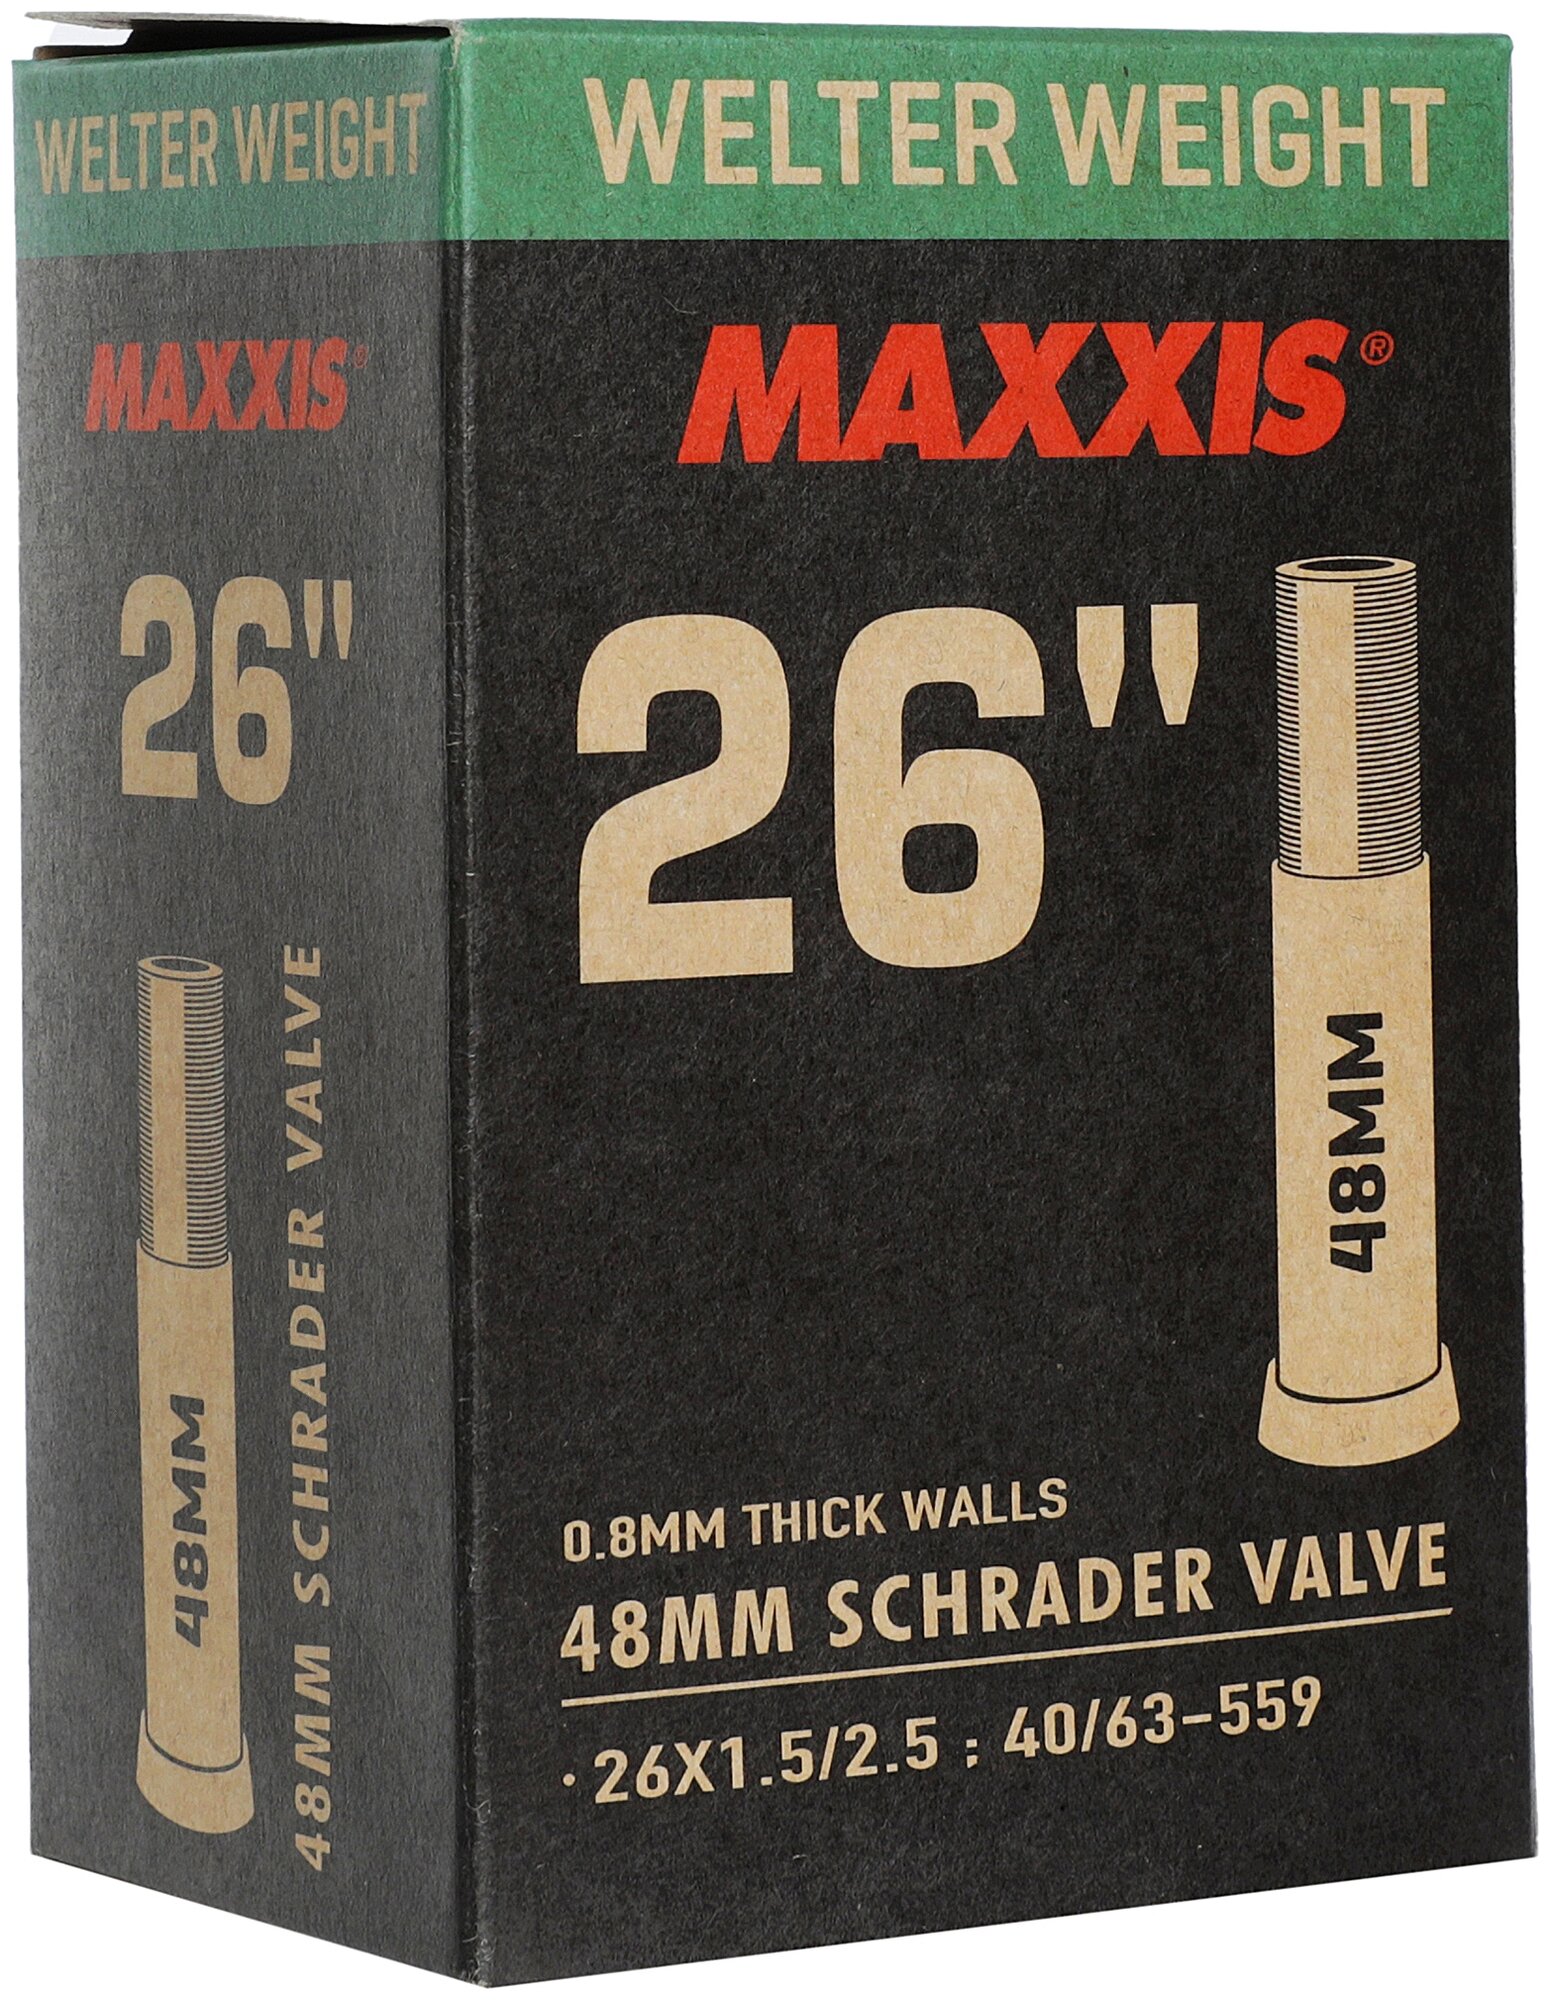 WELTER WEIGHT
MAXXIS®
26"
48MM
48MM SCHRADER VALVE
WELTER WEIGHT
MAXXIS®
26"
48MM
0.8MM THICK WALLS
48MM SCHRADER VALVE
· 26X1.5/2.5 ; 40/63-559